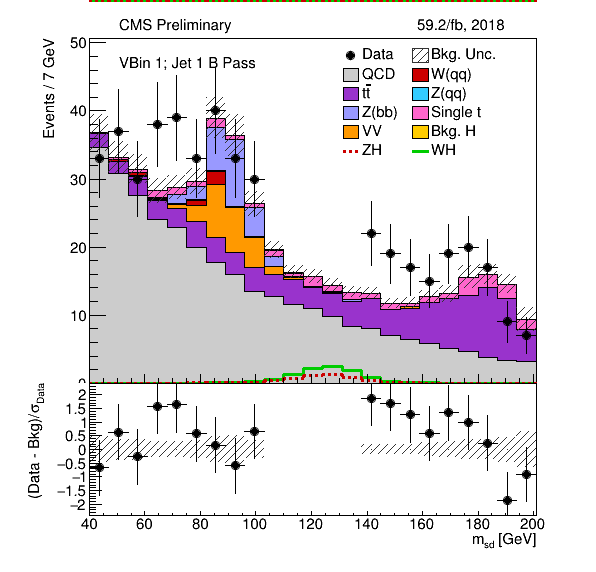 CMS Preliminary 59.2/fb, 2018
Events / 7 GeV
VBin 1; Jet 1 B Pass
Data Bkg. Unc.
QCD W(qq)
tt̄ Z(qq)
Z(bb) Single t
VV Bkg. H
ZH WH
50
40
30
20
10
0
(Data - Bkg)/σData
2
1.5
1
0.5
0
−0.5
−1
−1.5
−2
40 60 80 100 120 140 160 180 200
msd [GeV]